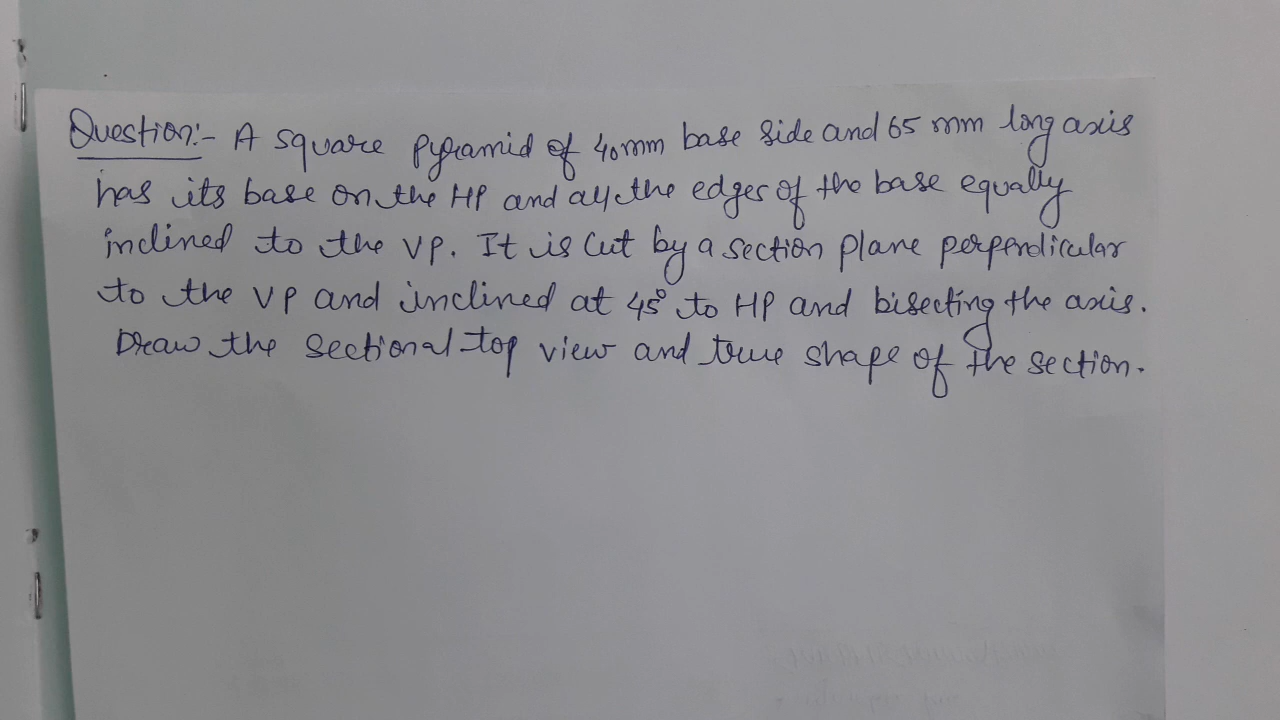 Question:- A square pyramid of 40mm base side and 65 mm long axis
has its base on the HP and all the edges of the base equally
inclined to the VP. It is cut by a section plane perpendicular
to the VP and inclined at 45° to HP and bisecting the axis.
Draw the sectional top view and true shape of the section.